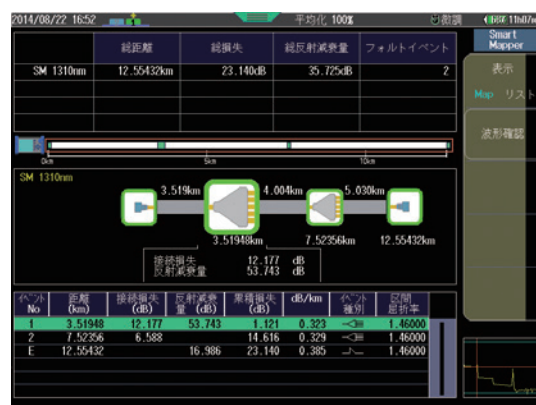 2014/08/22 16:52 平均化 100% 微調 11h07m
Smart Mapper
総距離 総損失 総反射減衰量 フォルトイベント
SM 1310nm 12.55432km 23.140dB 35.725dB 2
表示
Map リスト
波形確認
0km 5km 10km
SM 1310nm
3.519km 4.004km 5.030km
3.51948km 7.52356km 12.55432km
接続損失 12.177 dB
反射減衰量 53.743 dB
イベント No 距離 (km) 接続損失 (dB) 反射減衰量 (dB) 累積損失 (dB) dB/km イベント種別 区間屈折率
1 3.51948 12.177 53.743 1.121 0.323 1.46000
2 7.52356 6.588 14.616 0.329 1.46000
E 12.55432 16.986 23.140 0.385 1.46000